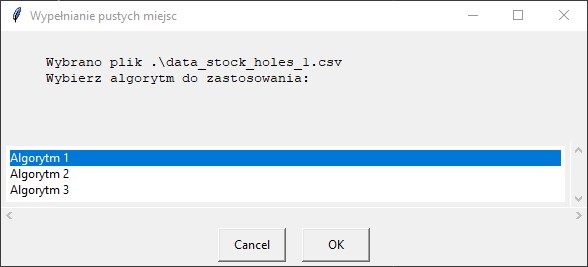 Wypełnianie pustych miejsc
Wybrano plik .\data_stock_holes_1.csv
Wybierz algorytm do zastosowania:
Algorytm 1
Algorytm 2
Algorytm 3
Cancel
OK